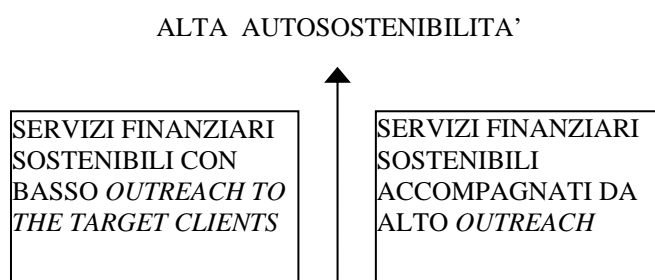 ALTA AUTOSOSTENIBILITA’
SERVIZI FINANZIARI
SOSTENIBILI CON
BASSO OUTREACH TO
THE TARGET CLIENTS
SERVIZI FINANZIARI
SOSTENIBILI
ACCOMPAGNATI DA
ALTO OUTREACH